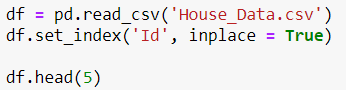 df = pd.read_csv('House_Data.csv')
df.set_index('Id', inplace = True)
df.head(5)